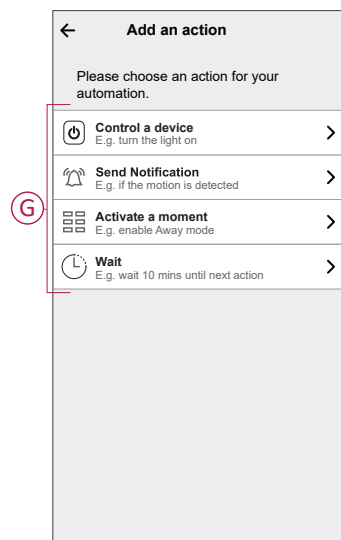 Add an action
Please choose an action for your
automation.
Control a device
E.g. turn the light on
Send Notification
E.g. if the motion is detected
G
Activate a moment
E.g. enable Away mode
Wait
E.g. wait 10 mins until next action